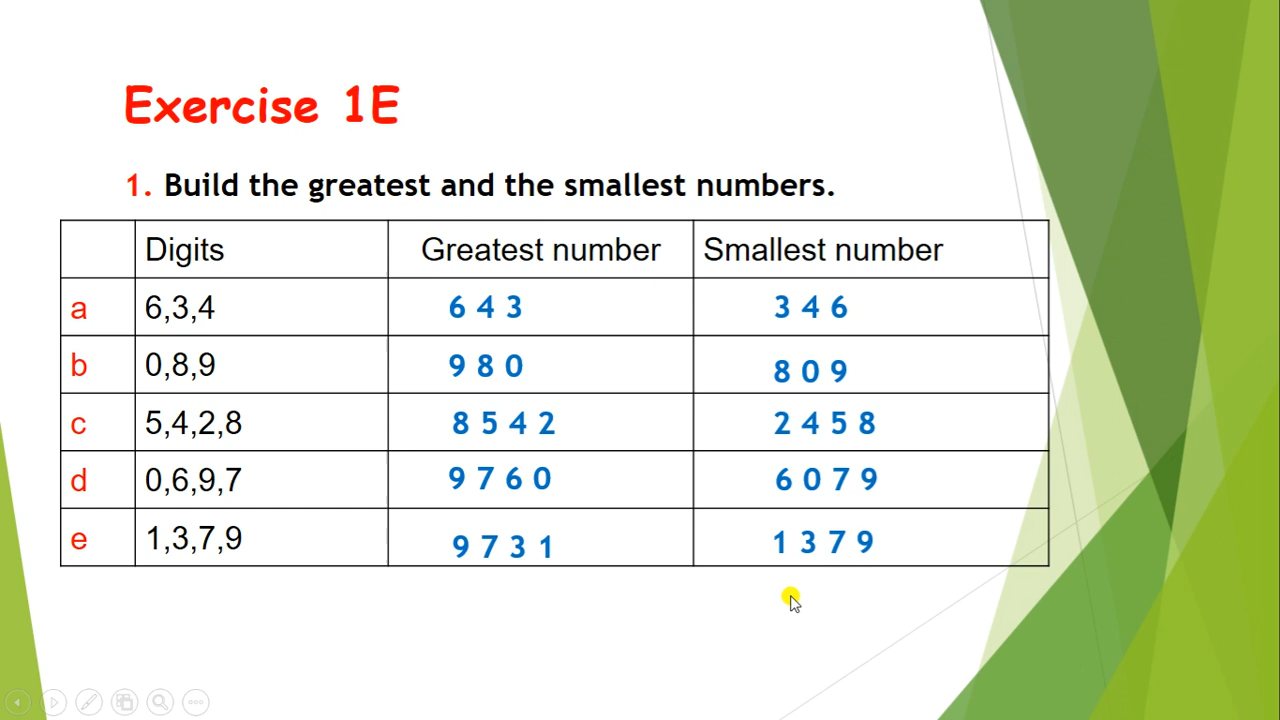 Exercise 1E
1. Build the greatest and the smallest numbers.
Digits Greatest number Smallest number
a 6,3,4 6 4 3 3 4 6
b 0,8,9 9 8 0 8 0 9
c 5,4,2,8 8 5 4 2 2 4 5 8
d 0,6,9,7 9 7 6 0 6 0 7 9
e 1,3,7,9 9 7 3 1 1 3 7 9